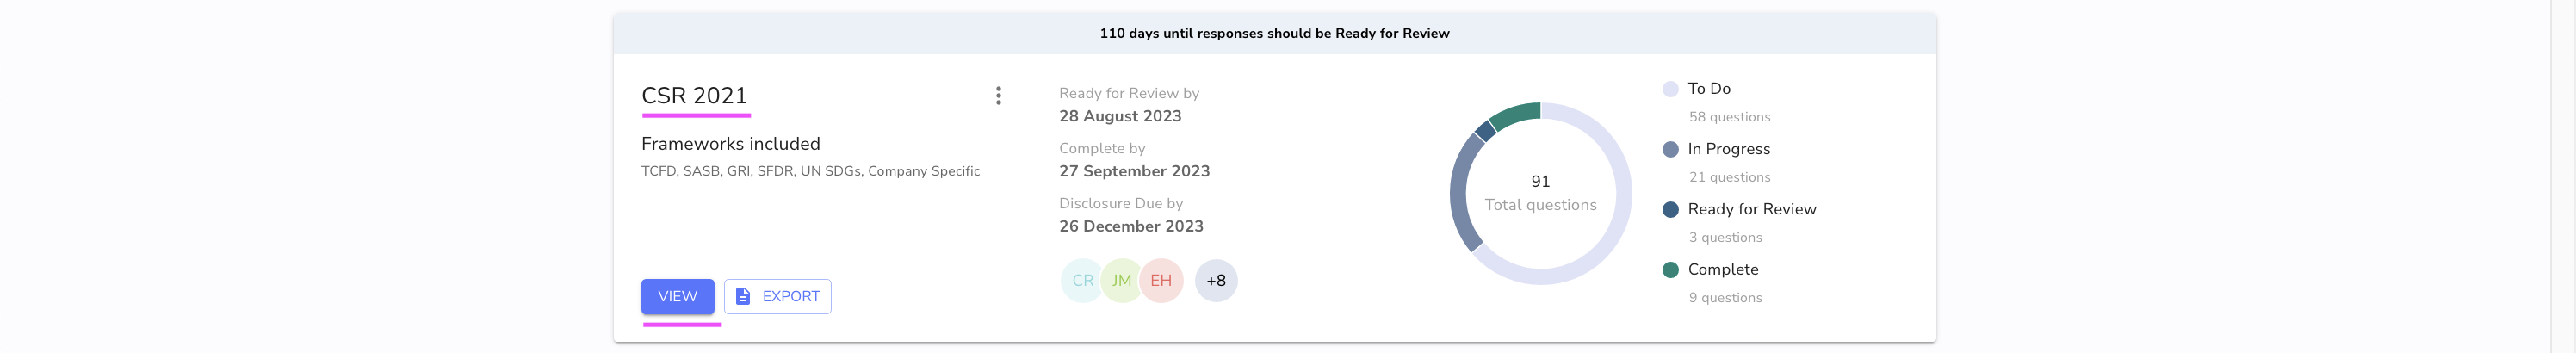 110 days until responses should be Ready for Review
CSR 2021
Frameworks included
TCFD, SASB, GRI, SFDR, UN SDGs, Company Specific
VIEW
EXPORT
Ready for Review by
28 August 2023
Complete by
27 September 2023
Disclosure Due by
26 December 2023
CR JM EH +8
91
Total questions
To Do
58 questions
In Progress
21 questions
Ready for Review
3 questions
Complete
9 questions